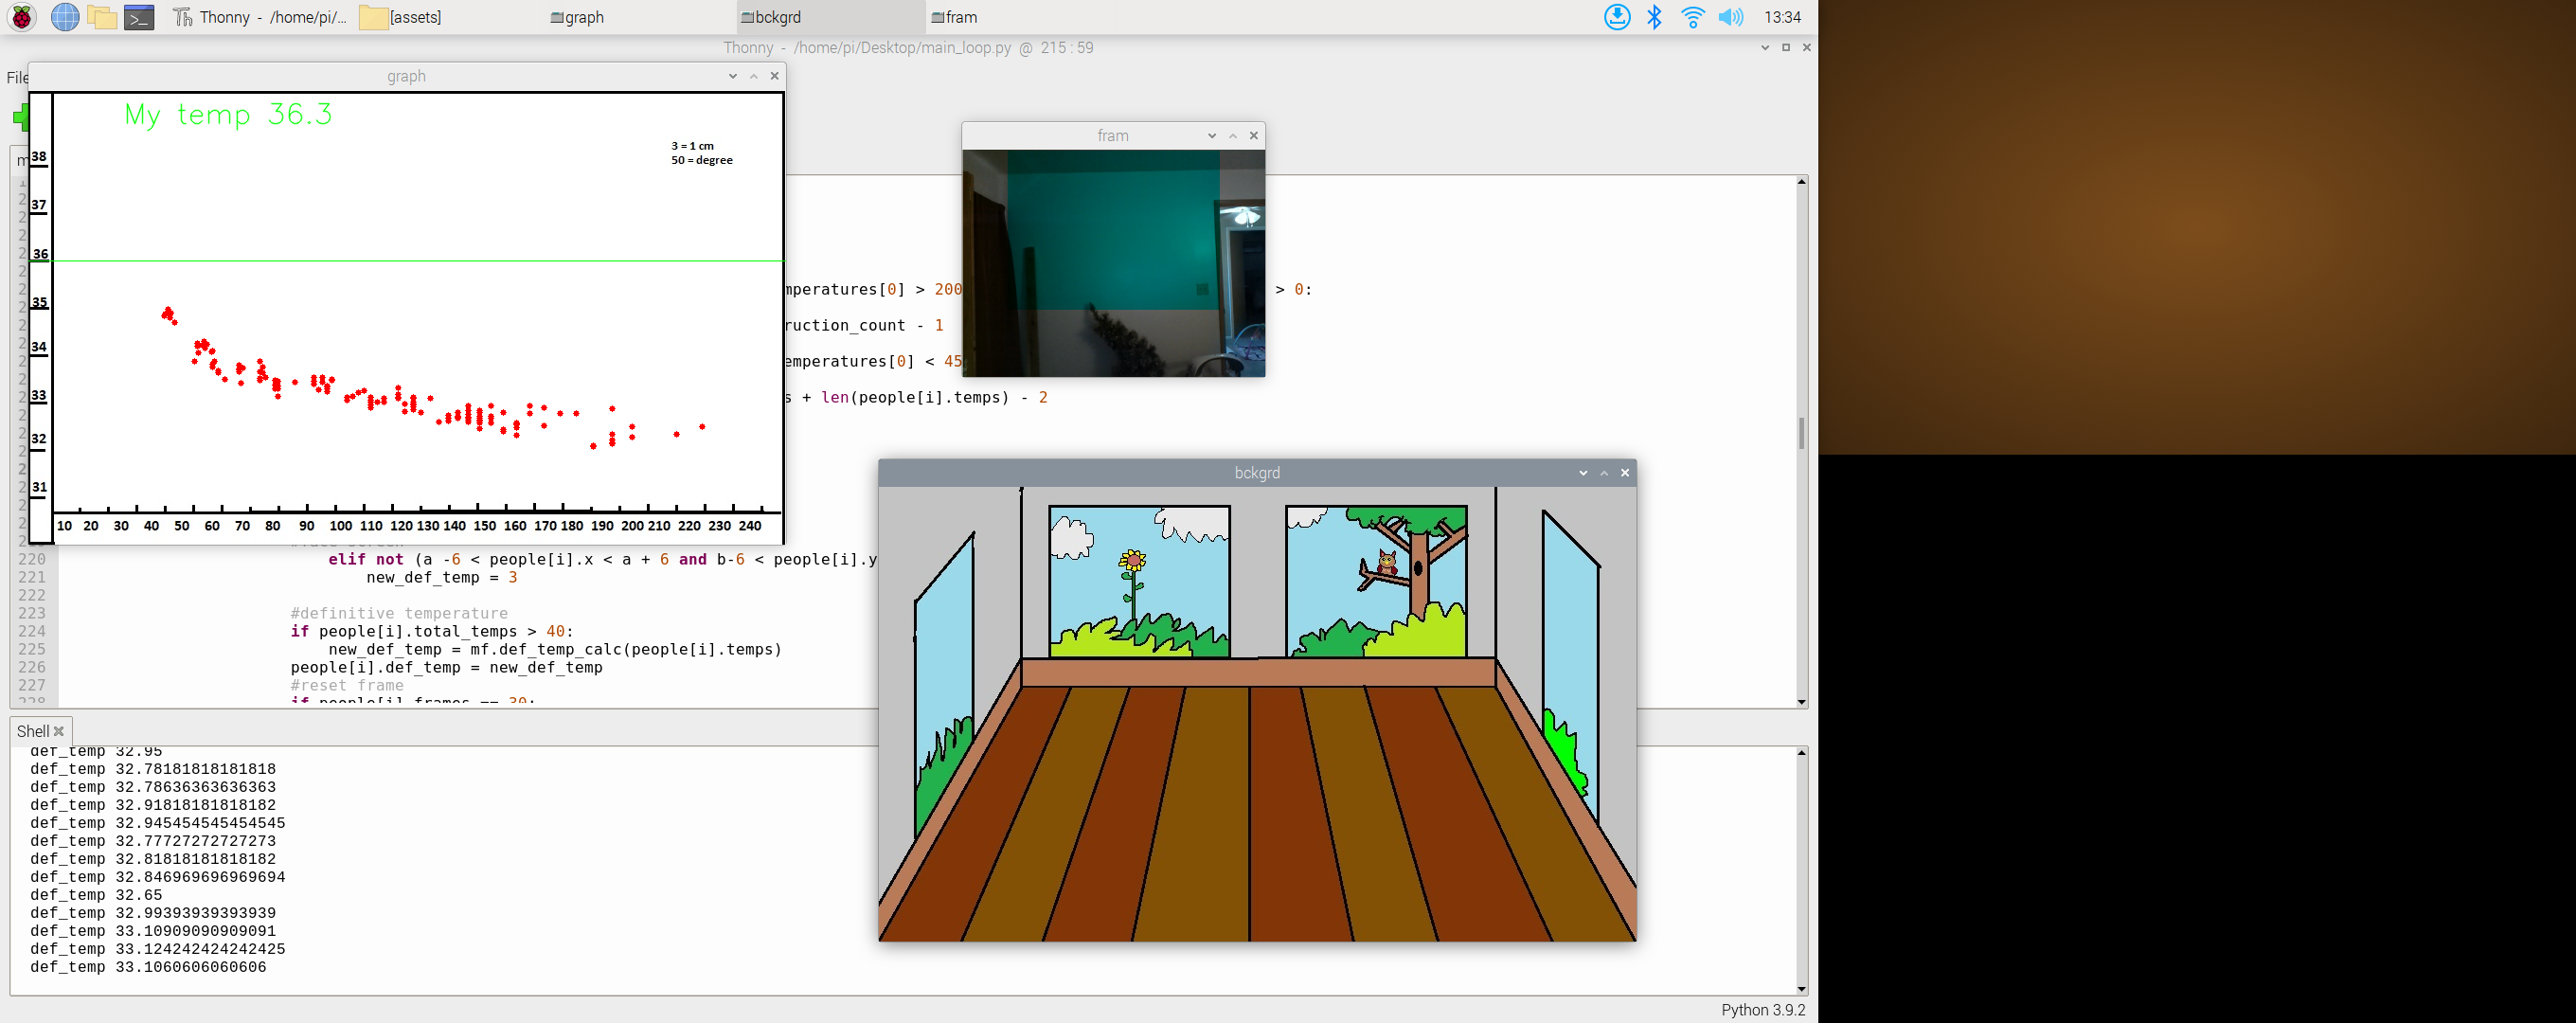 Thonny - /home/pi/...
[assets]
graph
bckgrd
fram
13:34
Thonny - /home/pi/Desktop/main_loop.py @ 215 : 59
File
graph
My temp 36.3
3 = 1 cm
50 = degree
38
37
36
35
34
33
32
31
10 20 30 40 50 60 70 80 90 100 110 120 130 140 150 160 170 180 190 200 210 220 230 240
fram
mperatures[0] > 200
> 0:
ruction_count - 1
emperatures[0] < 45
s + len(people[i].temps) - 2
bckgrd
220 elif not (a -6 < people[i].x < a + 6 and b-6 < people[i].y
221 new_def_temp = 3
222
223 #definitive temperature
224 if people[i].total_temps > 40:
225 new_def_temp = mf.def_temp_calc(people[i].temps)
226 people[i].def_temp = new_def_temp
227 #reset frame
228 if people[i].frames == 30:
Shell
def_temp 32.95
def_temp 32.78181818181818
def_temp 32.78636363636363
def_temp 32.91818181818182
def_temp 32.945454545454545
def_temp 32.77727272727273
def_temp 32.81818181818182
def_temp 32.846969696969694
def_temp 32.65
def_temp 32.99393939393939
def_temp 33.10909090909091
def_temp 33.124242424242425
def_temp 33.1060606060606
Python 3.9.2